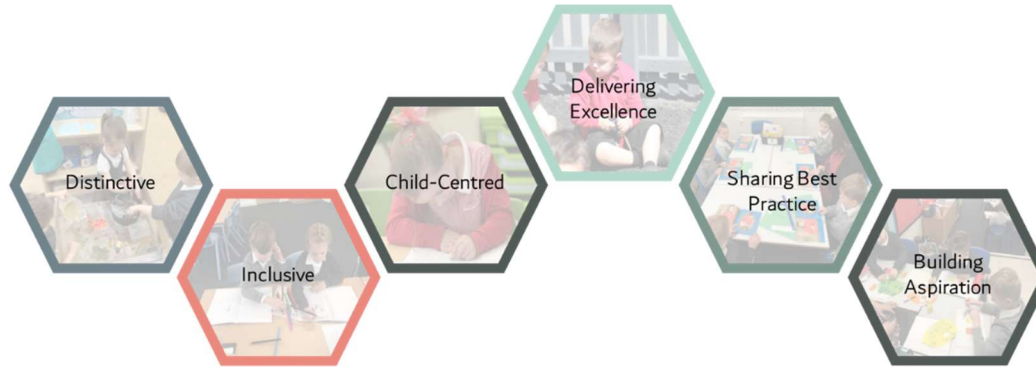 Distinctive
Inclusive
Child-Centred
Delivering
Excellence
Sharing Best
Practice
Building
Aspiration